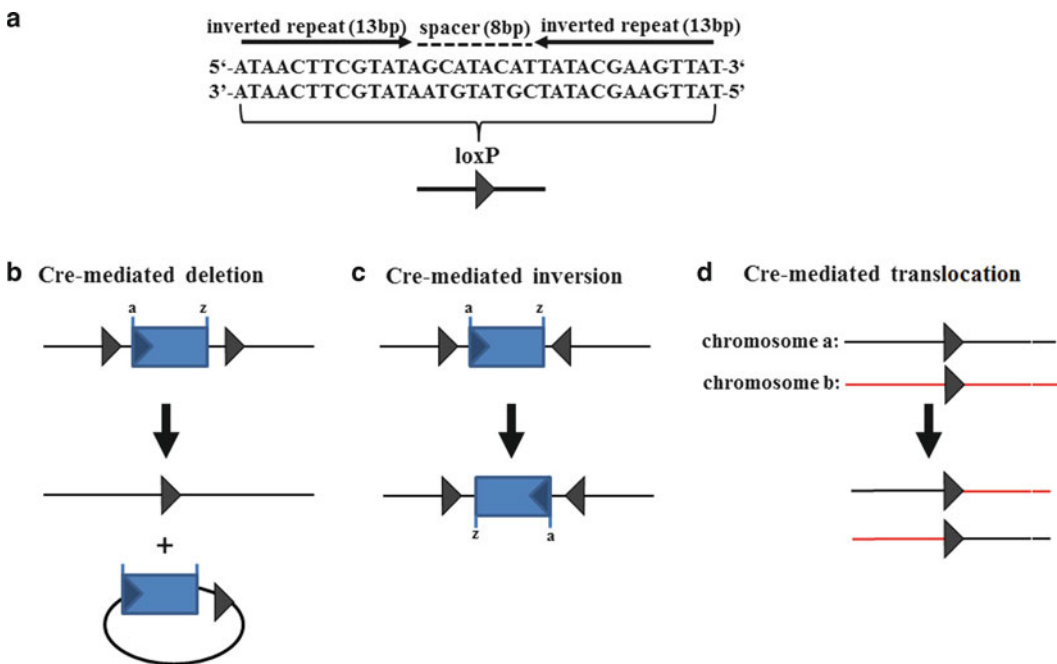 a
inverted repeat (13bp) spacer (8bp) inverted repeat (13bp)
5‘-ATAACTTCGTATAGCATACATTATACGAAGTTAT-3‘
3’-ATAACTTCGTATAATGTATGCTATACGAAGTTAT-5’
loxP
b Cre-mediated deletion
a z
+
c Cre-mediated inversion
a z
z a
d Cre-mediated translocation
chromosome a:
chromosome b: